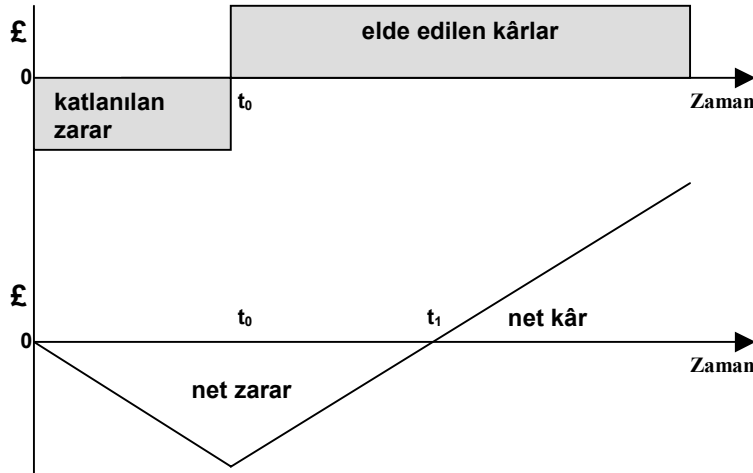 £
elde edilen kârlar
0
katlanılan
zarar
t₀
Zaman
£
t₀
t₁
net kâr
0
Zaman
net zarar